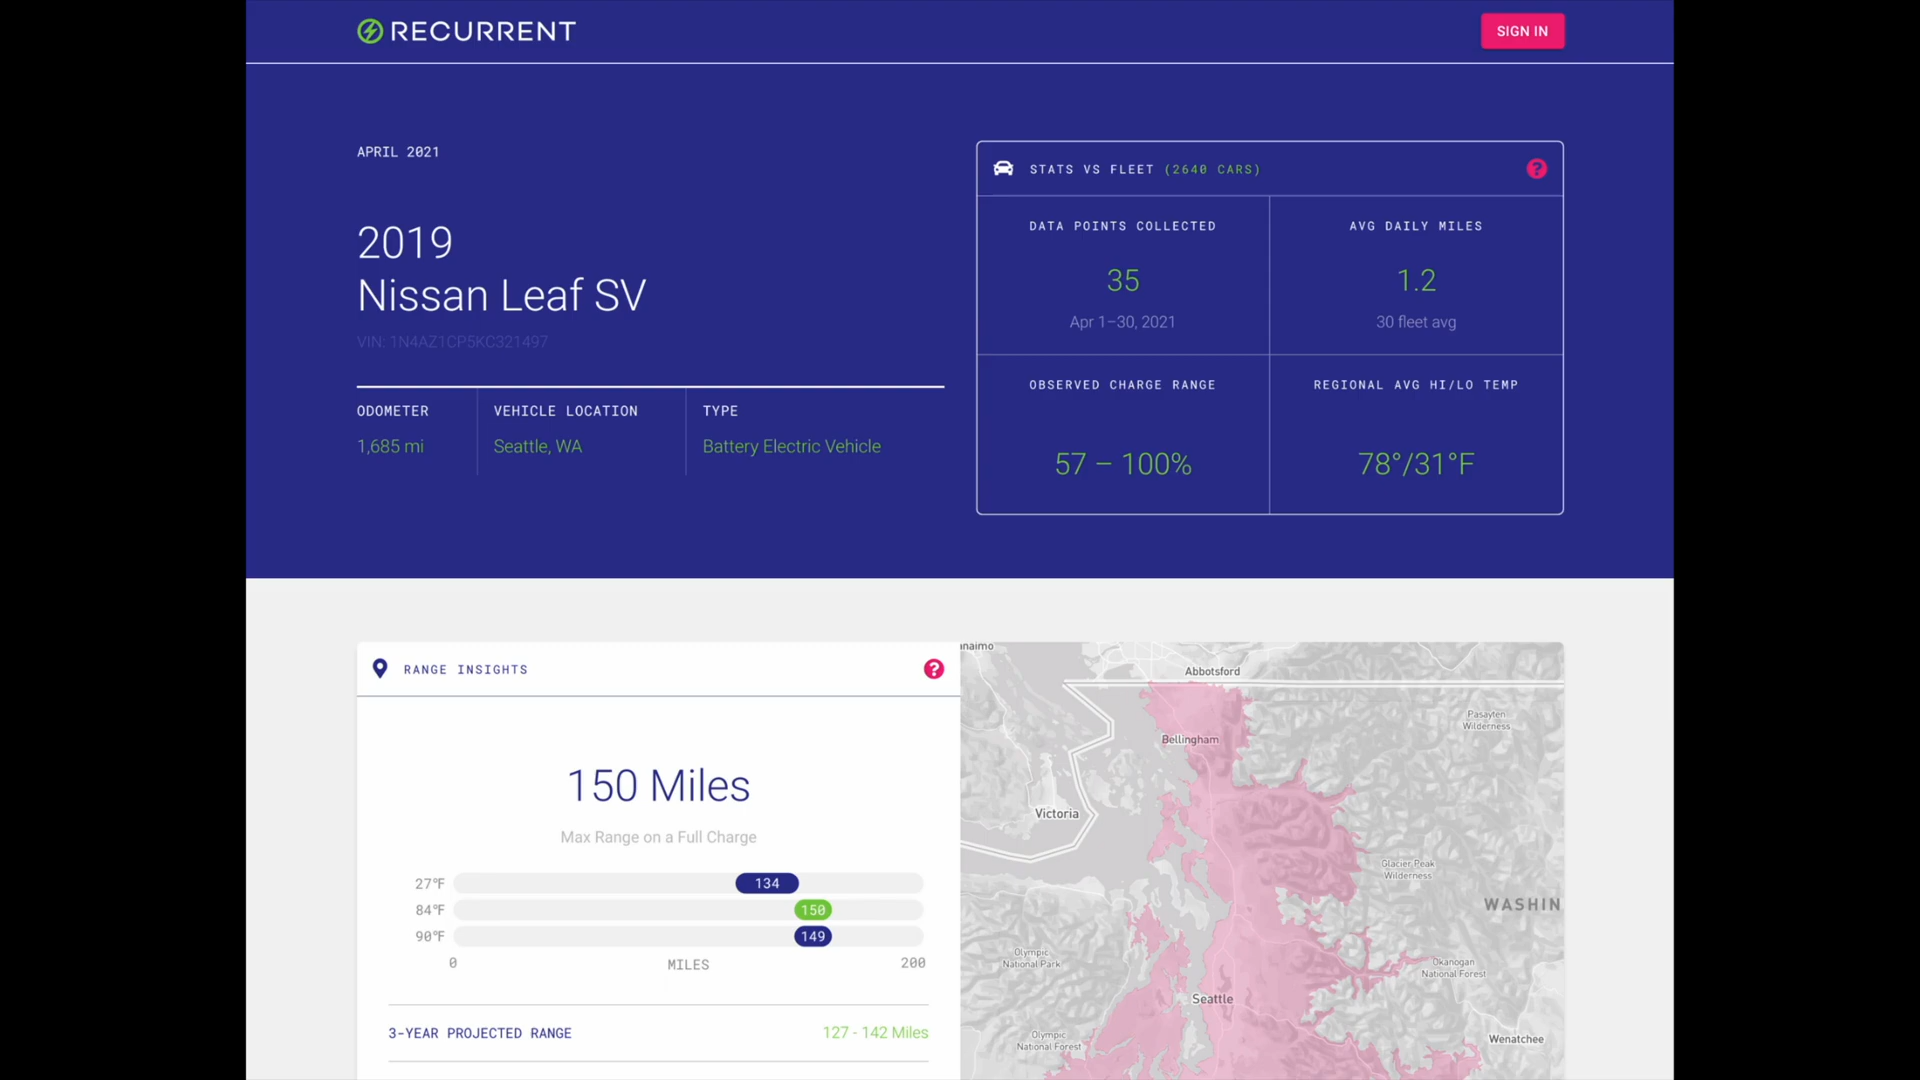 RECURRENT
SIGN IN
APRIL 2021
2019
Nissan Leaf SV
VIN: 1N4AZ1CP5KC321497
ODOMETER
1,685 mi
VEHICLE LOCATION
Seattle, WA
TYPE
Battery Electric Vehicle
STATS VS FLEET (2640 CARS)
?
DATA POINTS COLLECTED
35
Apr 1–30, 2021
AVG DAILY MILES
1.2
30 fleet avg
OBSERVED CHARGE RANGE
57 – 100%
REGIONAL AVG HI/LO TEMP
78°/31°F
RANGE INSIGHTS
?
150 Miles
Max Range on a Full Charge
27°F 134
84°F 150
90°F 149
0 MILES 200
3-YEAR PROJECTED RANGE 127 - 142 Miles
anaimo
Abbotsford
Pasayten
Wilderness
Bellingham
Victoria
Glacier Peak
Wilderness
WASHIN
Olympic
National Park
Okanogan
National Forest
Seattle
Olympic
National Forest
Wenatchee